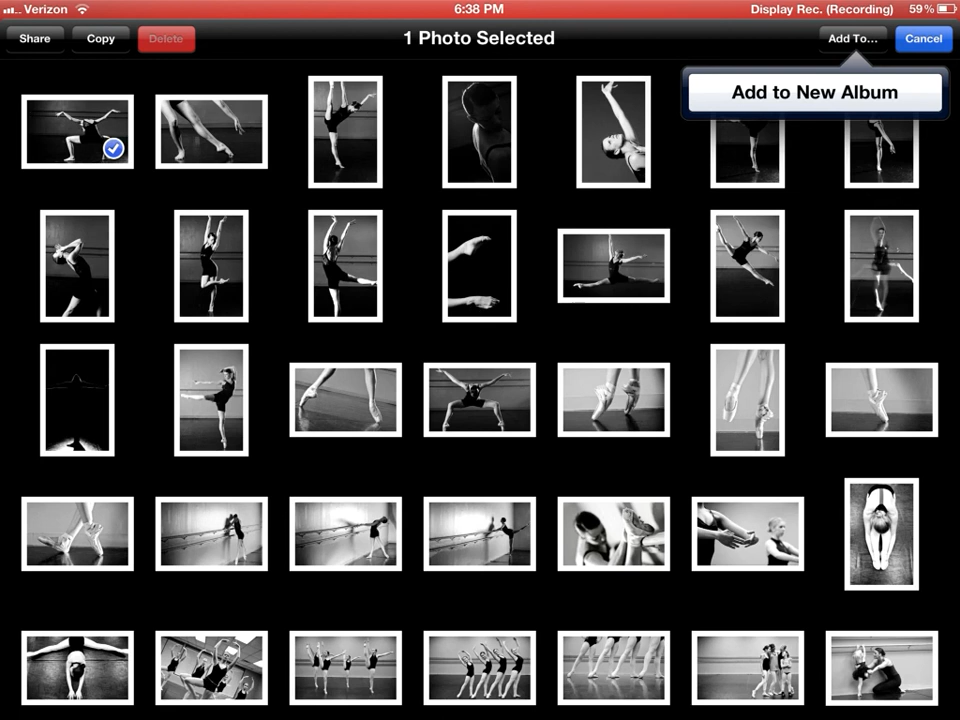 Verizon 6:38 PM Display Rec. (Recording) 59%
Share Copy Delete 1 Photo Selected Add To... Cancel
Add to New Album